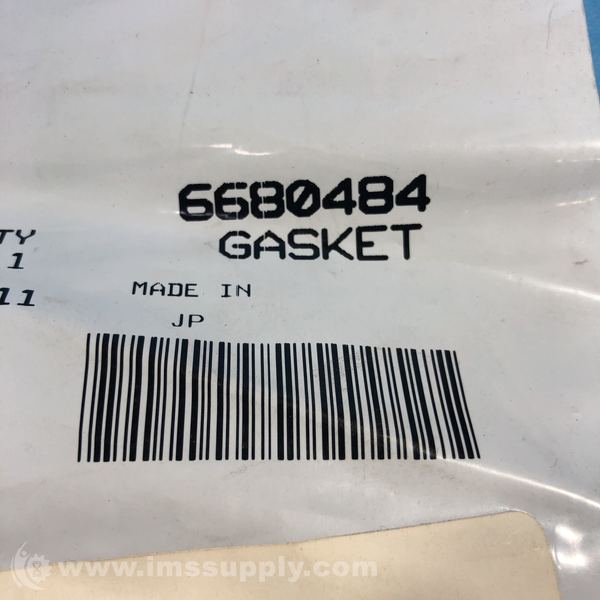 6680484
GASKET
TY
1
11
MADE IN
JP
www.imssupply.com